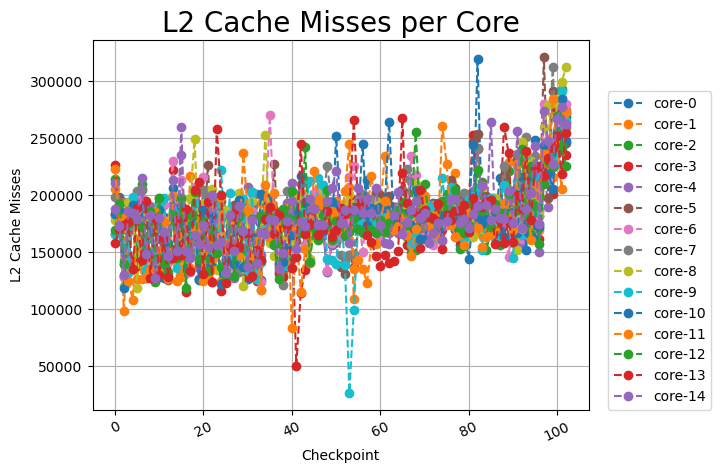 L2 Cache Misses per Core
300000
250000
200000
150000
100000
50000
L2 Cache Misses
0
20
40
60
80
100
Checkpoint
core-0
core-1
core-2
core-3
core-4
core-5
core-6
core-7
core-8
core-9
core-10
core-11
core-12
core-13
core-14